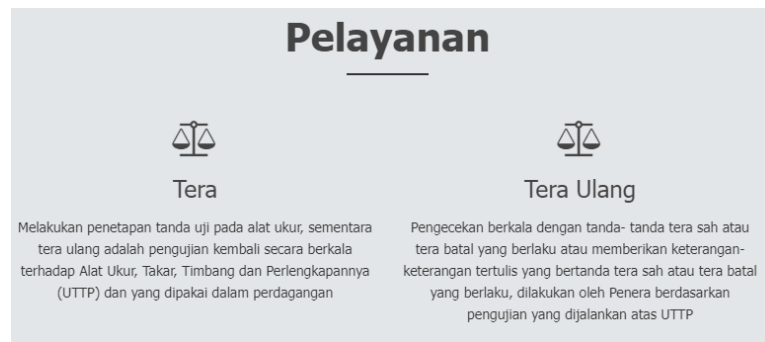 Pelayanan
Tera
Melakukan penetapan tanda uji pada alat ukur, sementara
tera ulang adalah pengujian kembali secara berkala
terhadap Alat Ukur, Takar, Timbang dan Perlengkapannya
(UTTP) dan yang dipakai dalam perdagangan
Tera Ulang
Pengecekan berkala dengan tanda- tanda tera sah atau
tera batal yang berlaku atau memberikan keterangan-
keterangan tertulis yang bertanda tera sah atau tera batal
yang berlaku, dilakukan oleh Penera berdasarkan
pengujian yang dijalankan atas UTTP